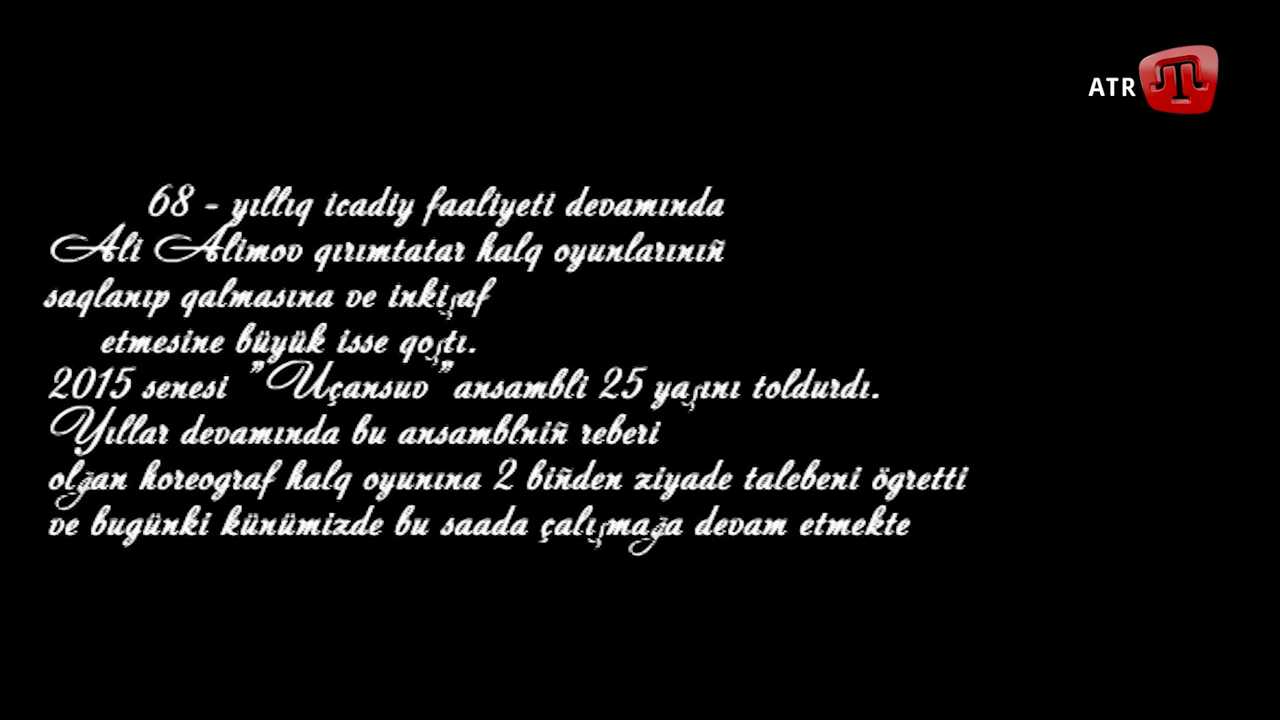 ATR
68 - yıllıq icadiy faaliyeti devamında
Ali Alimov qırımtatar halq oyunlarınıñ
saqlanıp qalmasına ve inkişaf
etmesine büyük isse qoştı.
2015 senesi "Uçansuv" ansambli 25 yaşını toldurdı.
Yıllar devamında bu ansamblniñ reberi
olğan horeograf halq oyunına 2 biñden ziyade talebeni ögretti
ve bugünki künümizde bu saada çalışmağa devam etmekte